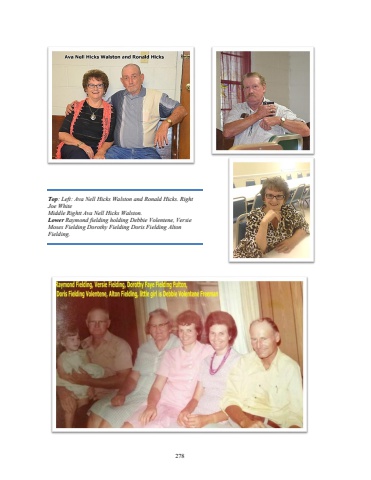 Ava Nell Hicks Walston and Ronald Hicks
Top: Left: Ava Nell Hicks Walston and Ronald Hicks. Right
Joe White
Middle Right: Ava Nell Hicks Walston.
Lower Raymond fielding holding Debbie Volentene, Versie
Moses Fielding Dorothy Fielding Doris Fielding Alton
Fielding.
Raymond Fielding, Versie Fielding, Dorothy Faye Fielding Fulton,
Doris Fielding Volentene, Alton Fielding, little girl is Debbie Volentene Freeman
278